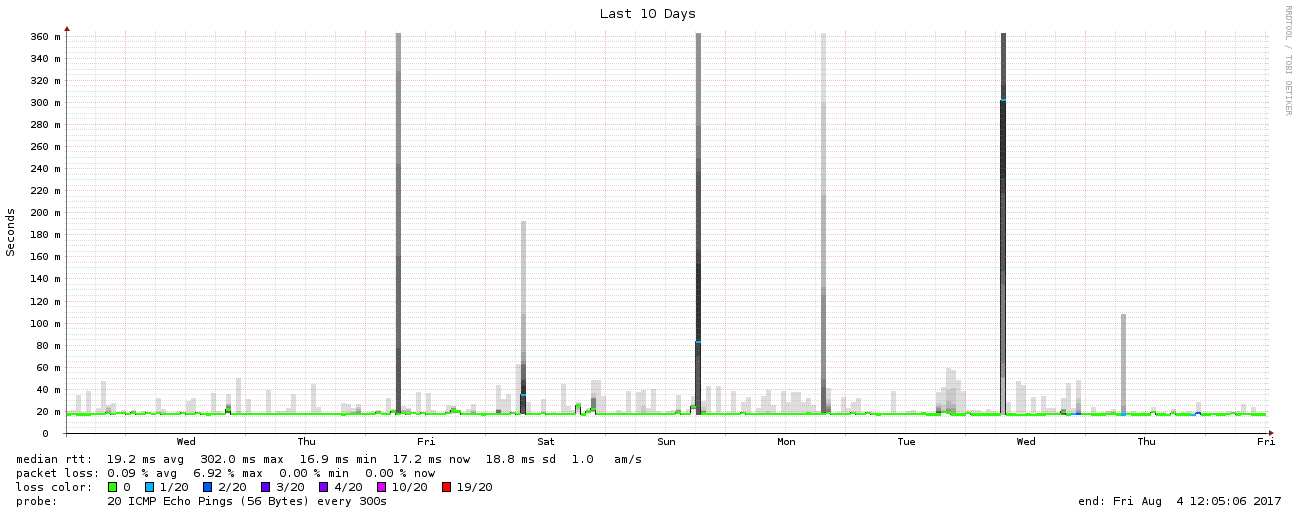 Last 10 Days
RRDTOOL / TOBI OETIKER
Seconds
360 m
340 m
320 m
300 m
280 m
260 m
240 m
220 m
200 m
180 m
160 m
140 m
120 m
100 m
80 m
60 m
40 m
20 m
0
Wed Thu Fri Sat Sun Mon Tue Wed Thu Fri
median rtt: 19.2 ms avg 302.0 ms max 16.9 ms min 17.2 ms now 18.8 ms sd 1.0 am/s
packet loss: 0.09 % avg 6.92 % max 0.00 % min 0.00 % now
loss color: 0 1/20 2/20 3/20 4/20 10/20 19/20
probe: 20 ICMP Echo Pings (56 Bytes) every 300s end: Fri Aug 4 12:05:06 2017